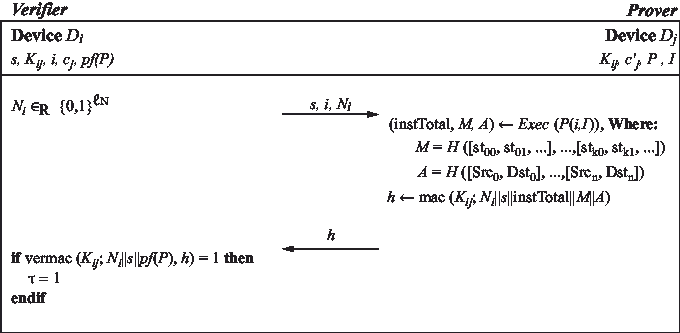 Verifier Prover
Device Di Device Dj
s, Kij, i, cj, pf(P) Kij, c'j, P , I
Ni ∈R {0,1}ℓN
s, i, Ni
(instTotal, M, A) ← Exec (P(i,I)), Where:
M = H ([st00, st01, ...], ...,[stk0, stk1, ...])
A = H ([Src0, Dst0], ...,[Srcn, Dstn])
h ← mac (Kij; Ni||s||instTotal||M||A)
h
if vermac (Kij; Ni||s||pf(P), h) = 1 then
τ = 1
endif